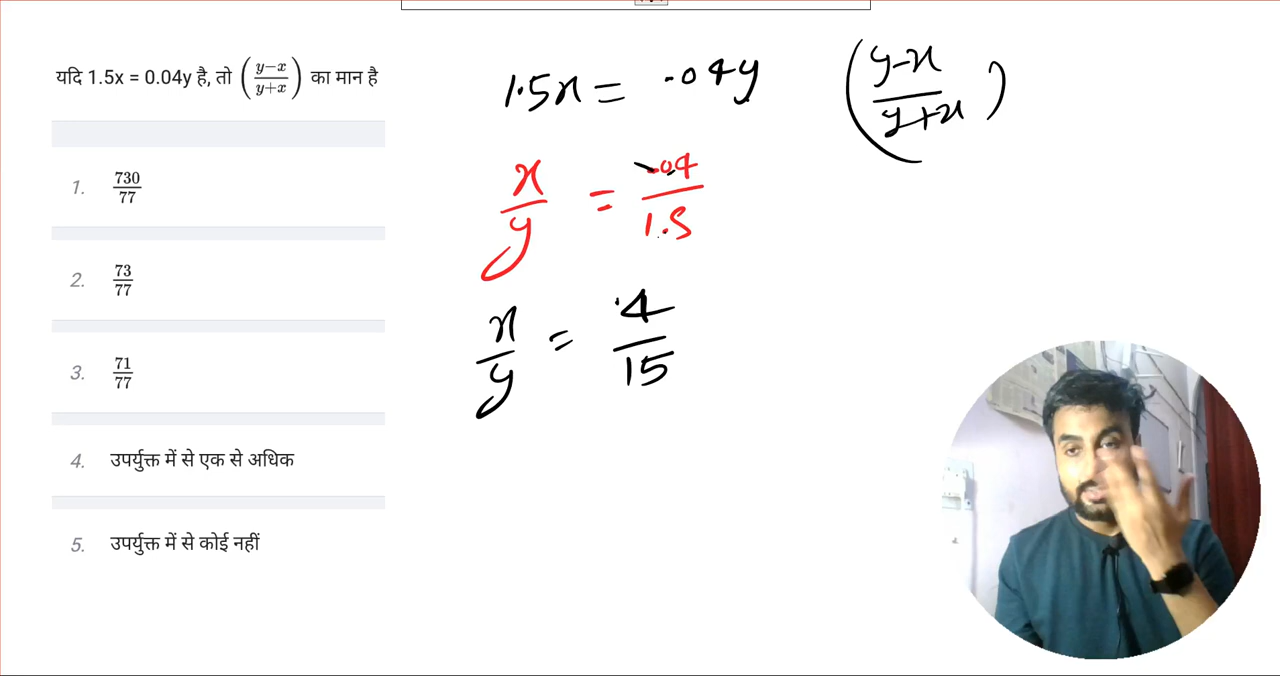 यदि 1.5x = 0.04y है, तो (y−x / y+x) का मान है
1. 730/77
2. 73/77
3. 71/77
4. उपर्युक्त में से एक से अधिक
5. उपर्युक्त में से कोई नहीं
1.5x = .04y
(y-x / y+x)
x/y = .04/1.5
x/y = .4/15